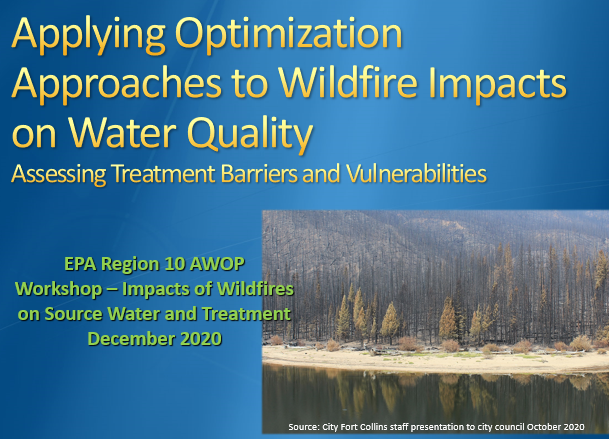 Applying Optimization
Approaches to Wildfire Impacts
on Water Quality
Assessing Treatment Barriers and Vulnerabilities
EPA Region 10 AWOP
Workshop – Impacts of Wildfires
on Source Water and Treatment
December 2020
Source: City Fort Collins staff presentation to city council October 2020